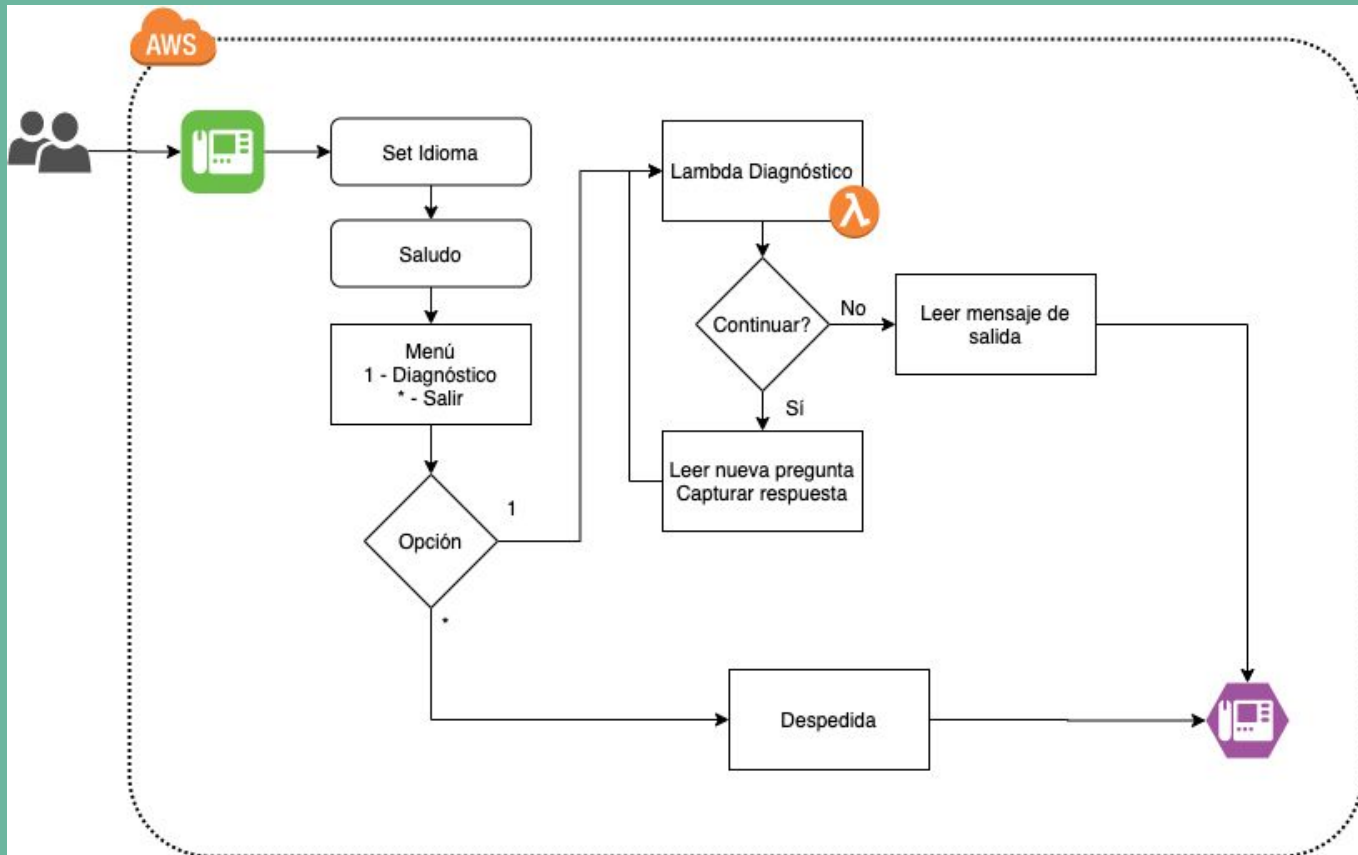 AWS
Set Idioma
Saludo
Menú
1 - Diagnóstico
* - Salir
Opción
1
*
Lambda Diagnóstico
λ
Continuar?
No
Leer mensaje de
salida
Sí
Leer nueva pregunta
Capturar respuesta
Despedida